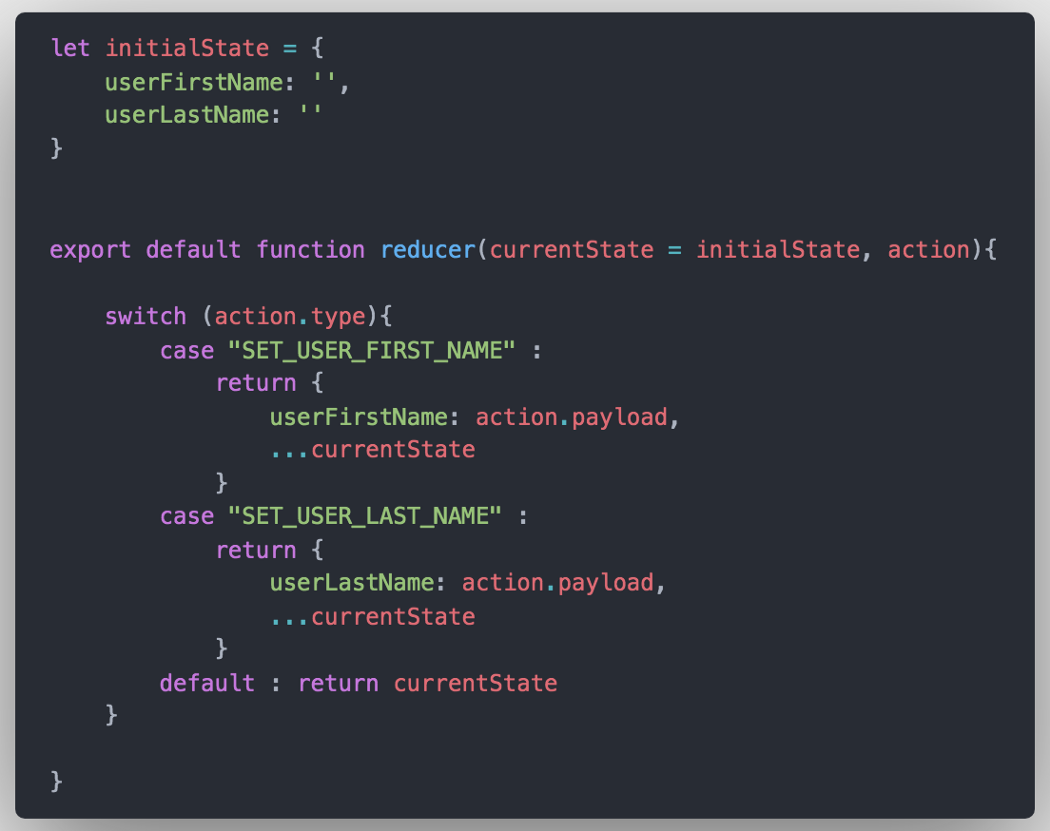 let initialState = {
    userFirstName: '',
    userLastName: ''
}
export default function reducer(currentState = initialState, action){
    switch (action.type){
        case "SET_USER_FIRST_NAME" :
            return {
                userFirstName: action.payload,
                ...currentState
            }
        case "SET_USER_LAST_NAME" :
            return {
                userLastName: action.payload,
                ...currentState
            }
        default : return currentState
    }
}